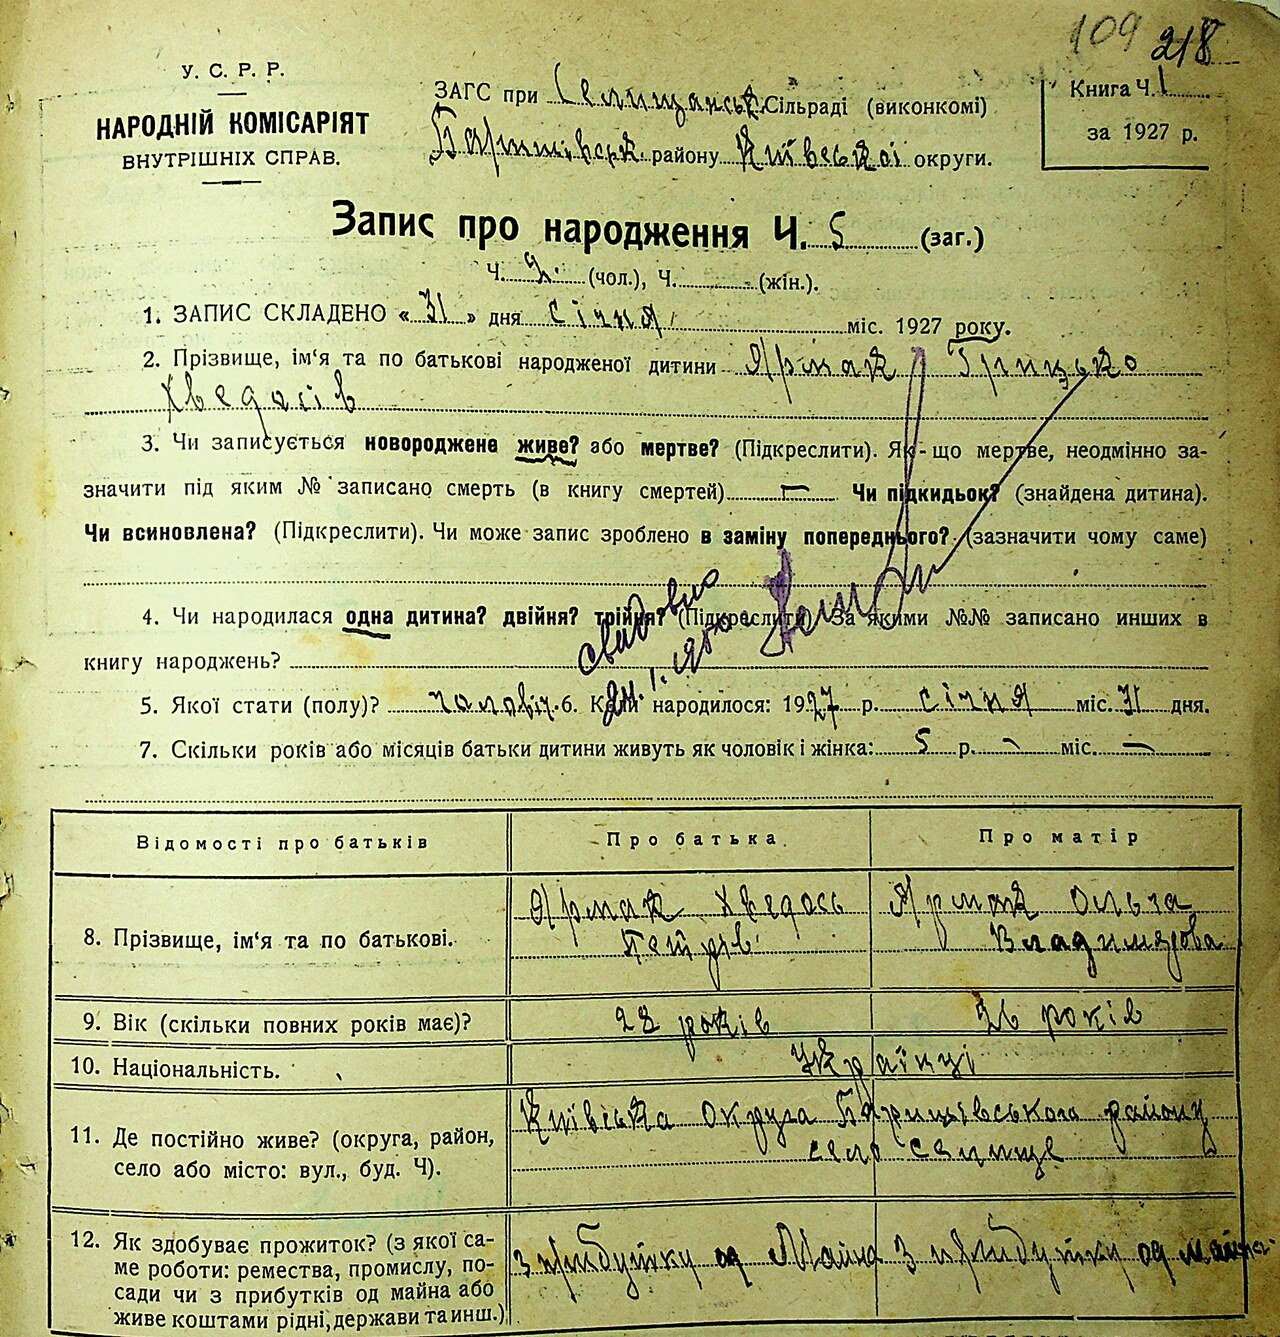 109 218
У. С. Р. Р.
НАРОДНІЙ КОМІСАРІЯТ
ВНУТРІШНІХ СПРАВ.
ЗАГС при Селищанськ. Сільраді (виконкомі)
Баришівськ. району Київської округи.
Книга Ч. 1
за 1927 р.
Запис про народження Ч. 5 (заг.)
Ч. 2 (чол.), Ч. (жін.).
1. ЗАПИС СКЛАДЕНО «31» дня січня міс. 1927 року.
2. Прізвище, ім'я та по батькові народженої дитини Ярмак Грицько
Хведосів
3. Чи записується новороджене живе? або мертве? (Підкреслити). Як-що мертве, неодмінно за-
значити під яким № записано смерть (в книгу смертей) — Чи підкидьок? (знайдена дитина).
Чи всиновлена? (Підкреслити). Чи може запис зроблено в заміну попереднього? (зазначити чому саме)
4. Чи народилася одна дитина? двійня? трійня? (Підкреслити) За якими №№ записано инших в
книгу народжень?
5. Якої стати (полу)? чоловіч. 6. Коли народилося: 1927 р. січня міс. 31 дня.
7. Скільки років або місяців батьки дитини живуть як чоловік і жінка: 5 р. — міс. —
Відомості про батьків Про батька Про матір
8. Прізвище, ім'я та по батькові. Ярмак Хведось Ярмак Ольга
Петрів Владимірова
9. Вік (скільки повних років має)? 28 років 26 років
10. Національність. Українці
11. Де постійно живе? (округа, район, Київська округа Баришівського району
село або місто: вул., буд. Ч). село селище
12. Як здобуває прожиток? (з якої са- З прибутку од Майна З прибутку од майна
ме роботи: ремества, промислу, по-
сади чи з прибутків од майна або
живе коштами рідні, держави та инш.)